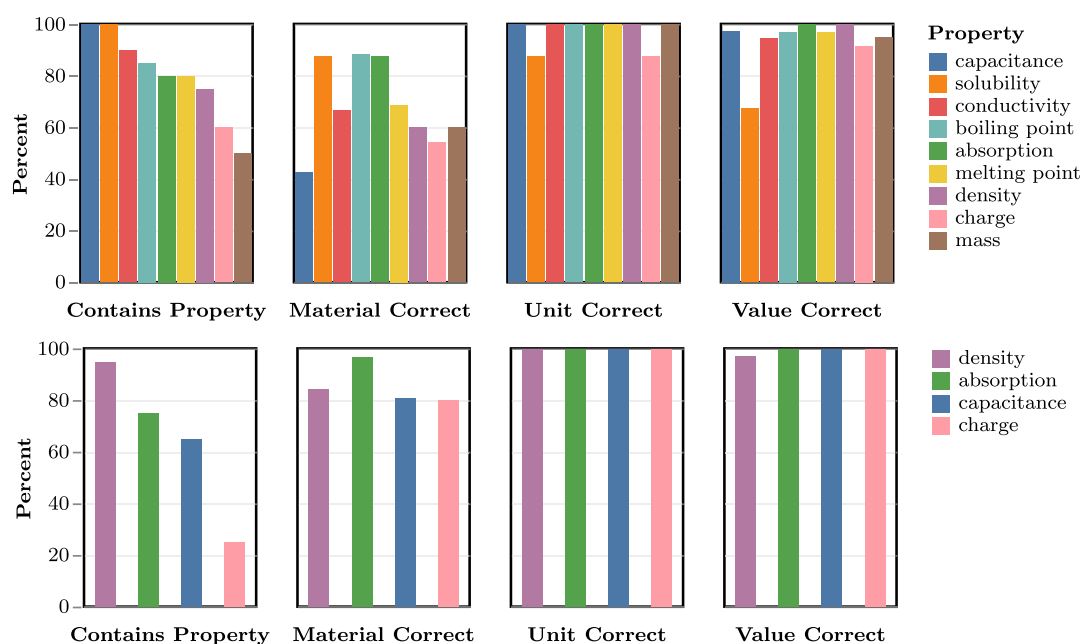 100
80
60
40
20
0
Percent
Contains Property
Material Correct
Unit Correct
Value Correct
Property
capacitance
solubility
conductivity
boiling point
absorption
melting point
density
charge
mass
100
80
60
40
20
0
Percent
Contains Property
Material Correct
Unit Correct
Value Correct
density
absorption
capacitance
charge